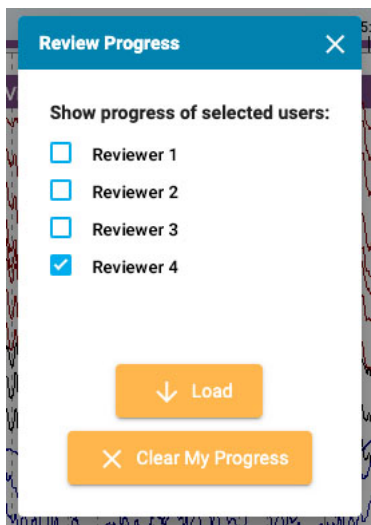 Review Progress
Show progress of selected users:
Reviewer 1
Reviewer 2
Reviewer 3
Reviewer 4
Load
Clear My Progress